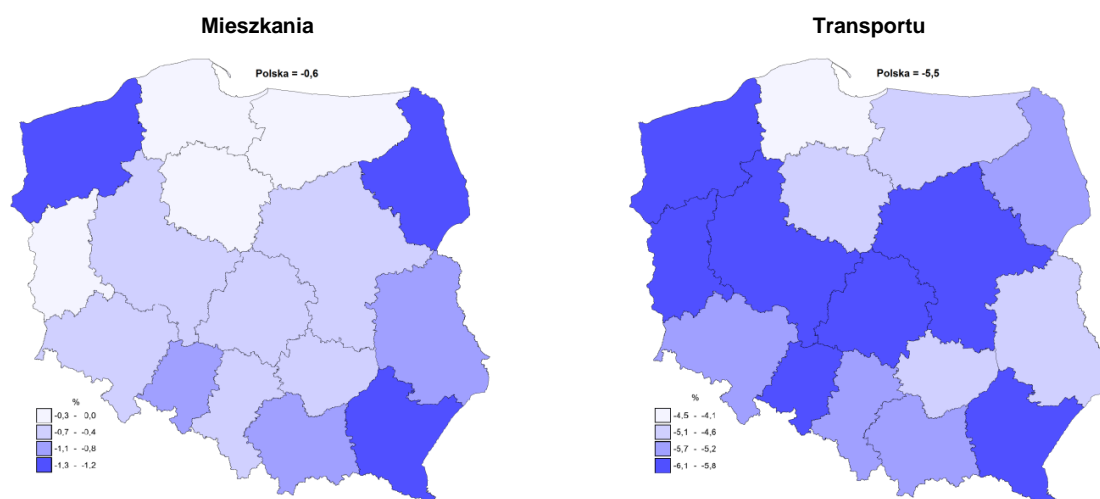 Mieszkania
Polska = -0,6
%
-0,3 - 0,0
-0,7 - -0,4
-1,1 - -0,8
-1,3 - -1,2
Transportu
Polska = -5,5
%
-4,5 - -4,1
-5,1 - -4,6
-5,7 - -5,2
-6,1 - -5,8